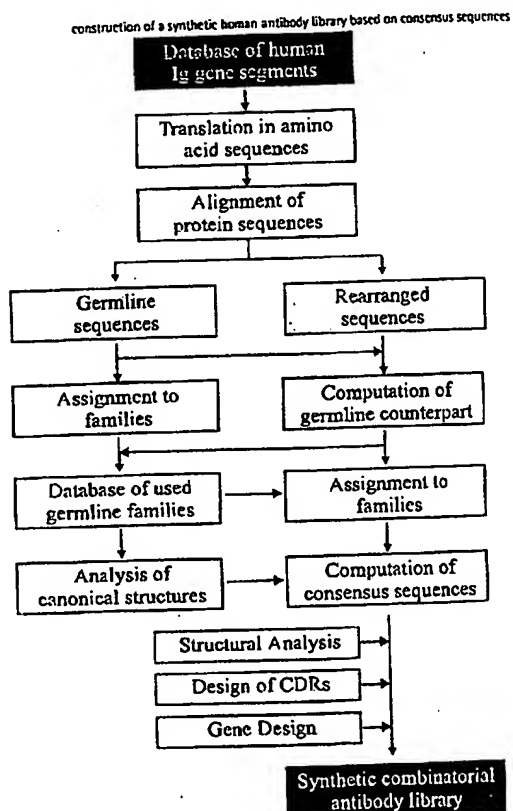 construction of a synthetic human antibody library based on consensus sequences
Database of human
Ig gene segments
Translation in amino
acid sequences
Alignment of
protein sequences
Germline
sequences
Rearranged
sequences
Assignment to
families
Computation of
germline counterpart
Database of used
germline families
Assignment to
families
Analysis of
canonical structures
Computation of
consensus sequences
Structural Analysis
Design of CDRs
Gene Design
Synthetic combinatorial
antibody library